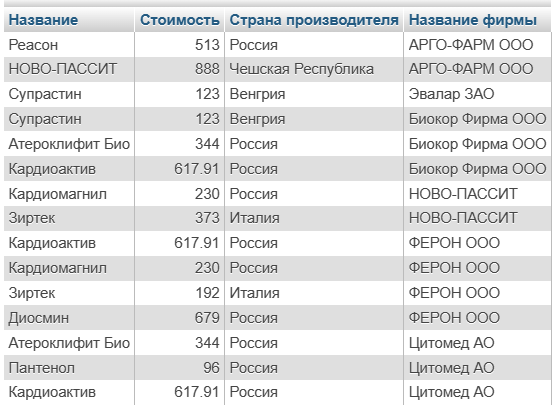 Название Стоимость Страна производителя Название фирмы
Реасон 513 Россия АРГО-ФАРМ ООО
НОВО-ПАССИТ 888 Чешская Республика АРГО-ФАРМ ООО
Супрастин 123 Венгрия Эвалар ЗАО
Супрастин 123 Венгрия Биокор Фирма ООО
Атероклифит Био 344 Россия Биокор Фирма ООО
Кардиоактив 617.91 Россия Биокор Фирма ООО
Кардиомагнил 230 Россия НОВО-ПАССИТ
Зиртек 373 Италия НОВО-ПАССИТ
Кардиоактив 617.91 Россия ФЕРОН ООО
Кардиомагнил 230 Россия ФЕРОН ООО
Зиртек 192 Италия ФЕРОН ООО
Диосмин 679 Россия ФЕРОН ООО
Атероклифит Био 344 Россия Цитомед АО
Пантенол 96 Россия Цитомед АО
Кардиоактив 617.91 Россия Цитомед АО